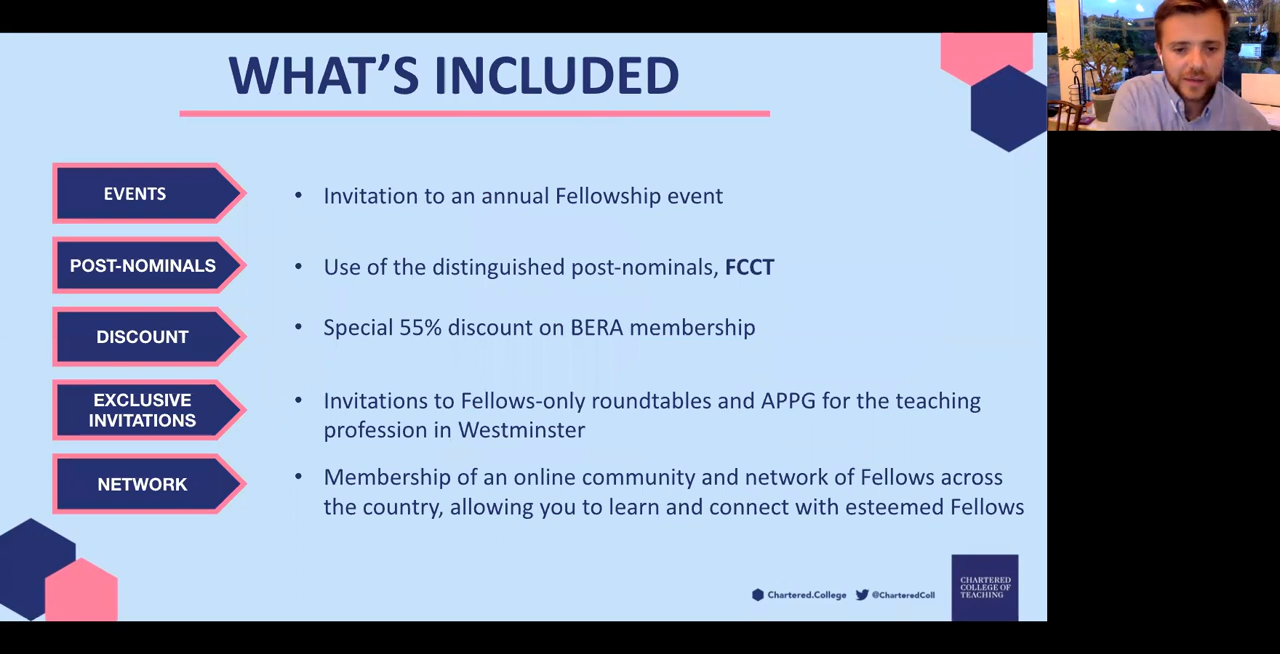 WHAT'S INCLUDED
EVENTS
• Invitation to an annual Fellowship event
POST-NOMINALS
• Use of the distinguished post-nominals, FCCT
DISCOUNT
• Special 55% discount on BERA membership
EXCLUSIVE
INVITATIONS
• Invitations to Fellows-only roundtables and APPG for the teaching
profession in Westminster
NETWORK
• Membership of an online community and network of Fellows across
the country, allowing you to learn and connect with esteemed Fellows
Chartered.College @CharteredColl
CHARTERED
COLLEGE OF
TEACHING